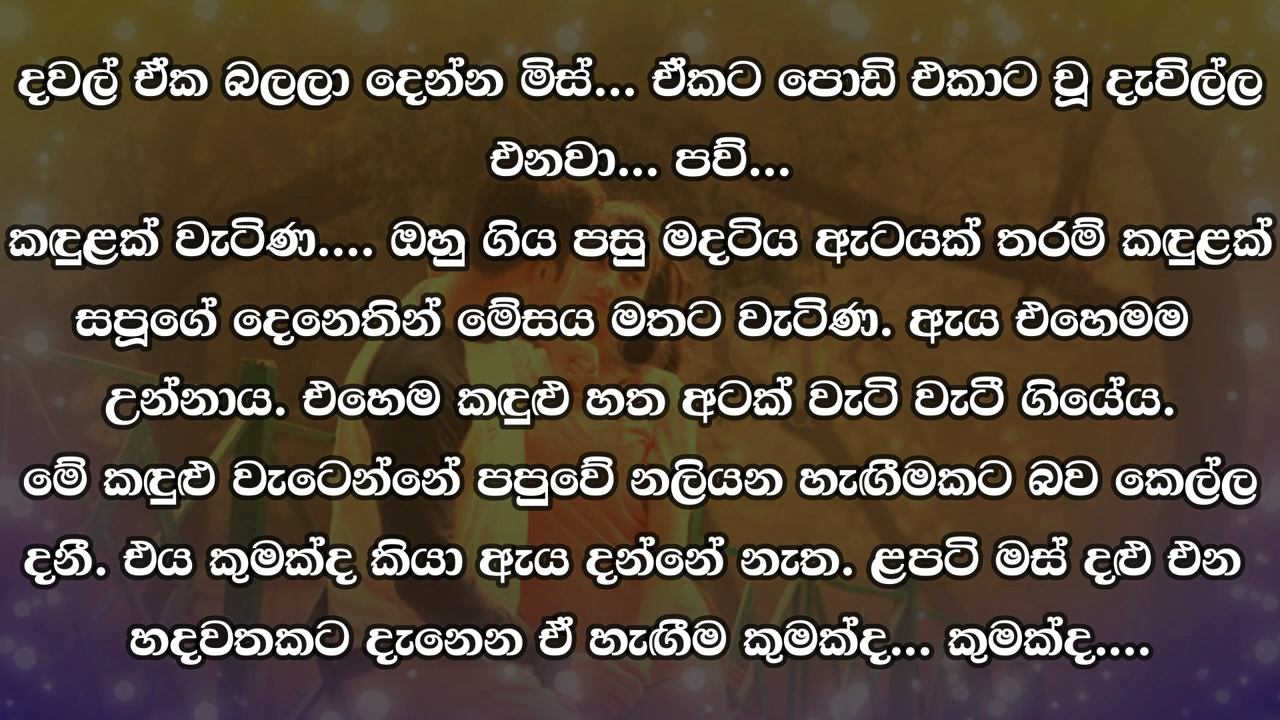 දවල් ඒක බලලා දෙන්න මිස්... ඒකට පොඩි එකාට චූ දැවිල්ල
එනවා... පව්...
කඳුළක් වැටිණ.... ඔහු ගිය පසු මදටිය ඇටයක් තරම් කඳුළක්
සපූගේ දෙනෙතින් මේසය මතට වැටිණ. ඇය එහෙමම
උන්නාය. එහෙම කඳුළු හත අටක් වැටි වැටී ගියේය.
මේ කඳුළු වැටෙන්නේ පපුවේ නලියන හැඟීමකට බව කෙල්ල
දනී. එය කුමක්ද කියා ඇය දන්නේ නැත. ළපටි මස් දළු එන
හදවතකට දැනෙන ඒ හැඟීම කුමක්ද... කුමක්ද....